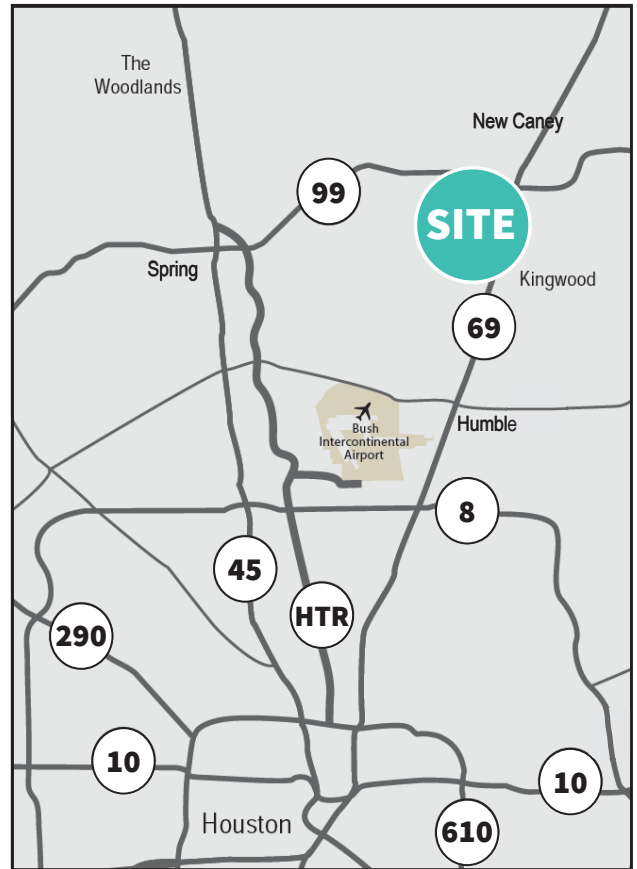 The
Woodlands
New Caney
99
SITE
Spring
Kingwood
69
Bush
Intercontinental
Airport
Humble
8
45
HTR
290
10
10
Houston
610